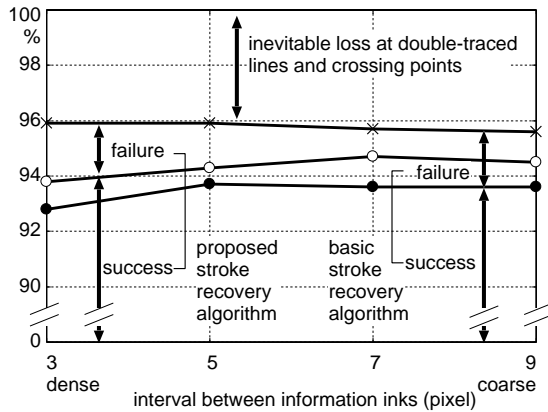 100
%
98
96
94
92
90
0
inevitable loss at double-traced
lines and crossing points
failure
failure
success
success
proposed
stroke
recovery
algorithm
basic
stroke
recovery
algorithm
3
5
7
9
dense
coarse
interval between information inks (pixel)